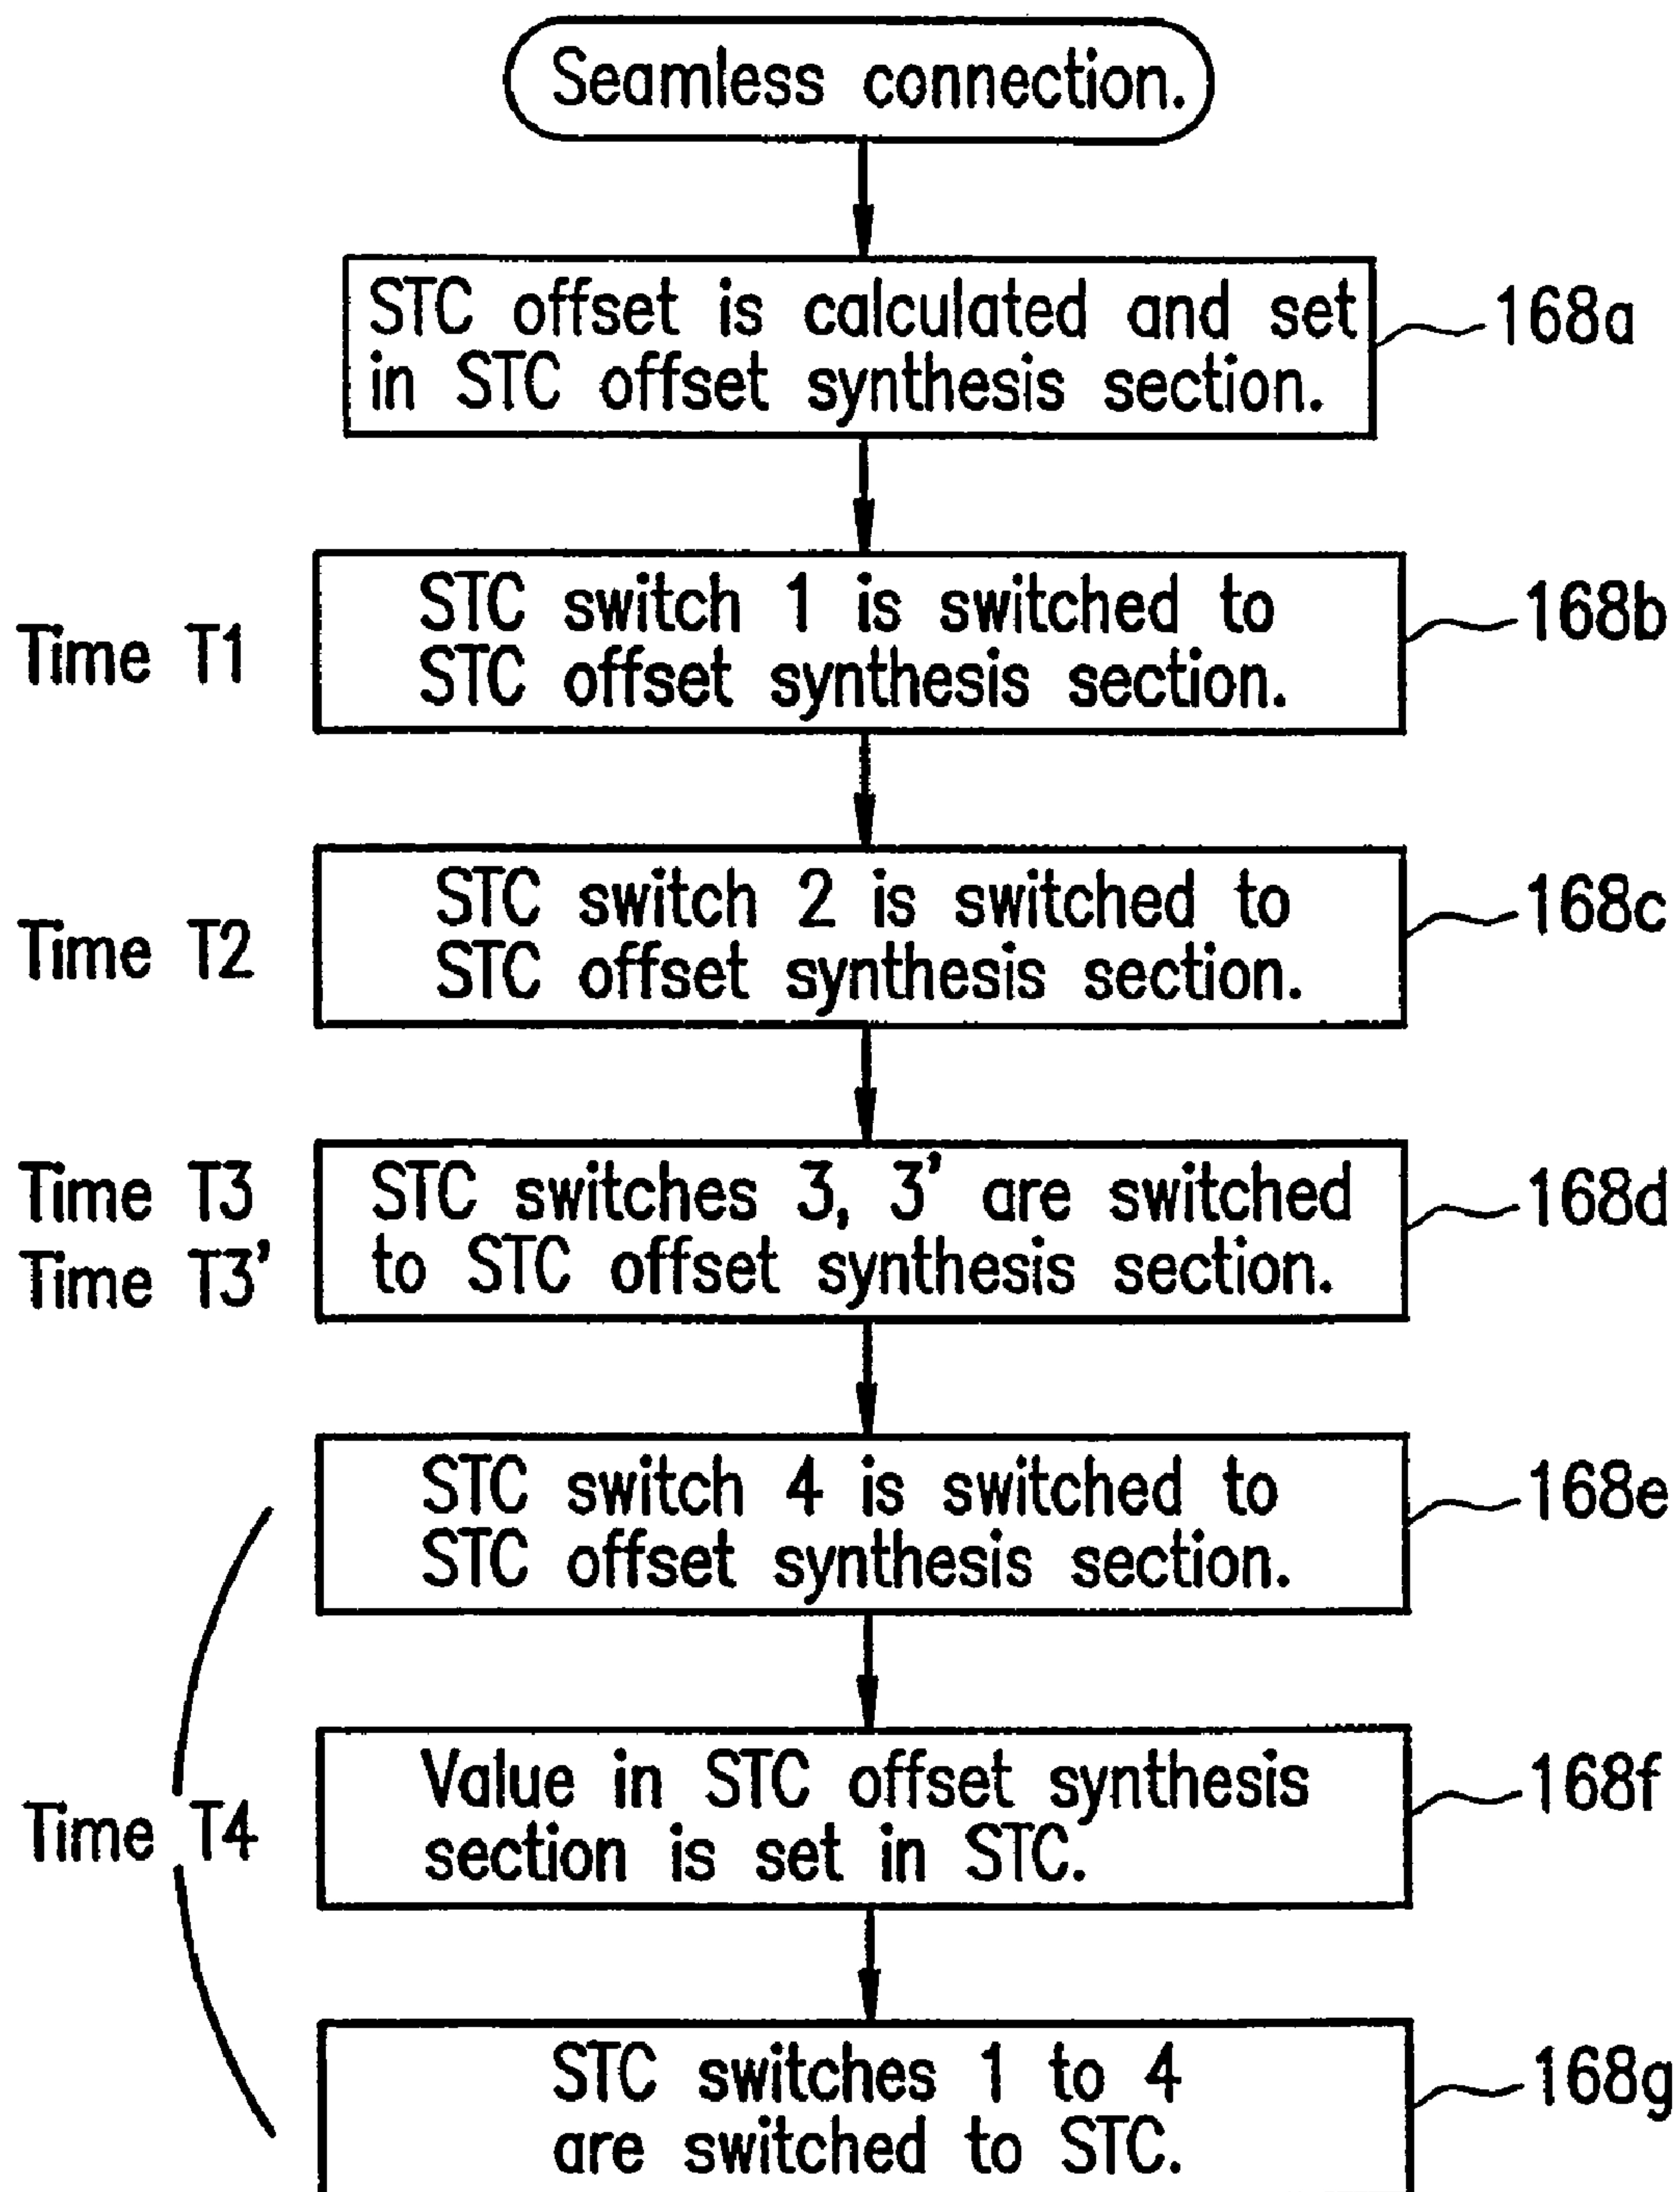 Seamless connection.
STC offset is calculated and set
in STC offset synthesis section.
168a
Time T1
STC switch 1 is switched to
STC offset synthesis section.
168b
Time T2
STC switch 2 is switched to
STC offset synthesis section.
168c
Time T3
Time T3'
STC switches 3, 3' are switched
to STC offset synthesis section.
168d
STC switch 4 is switched to
STC offset synthesis section.
168e
Time T4
Value in STC offset synthesis
section is set in STC.
168f
STC switches 1 to 4
are switched to STC.
168g